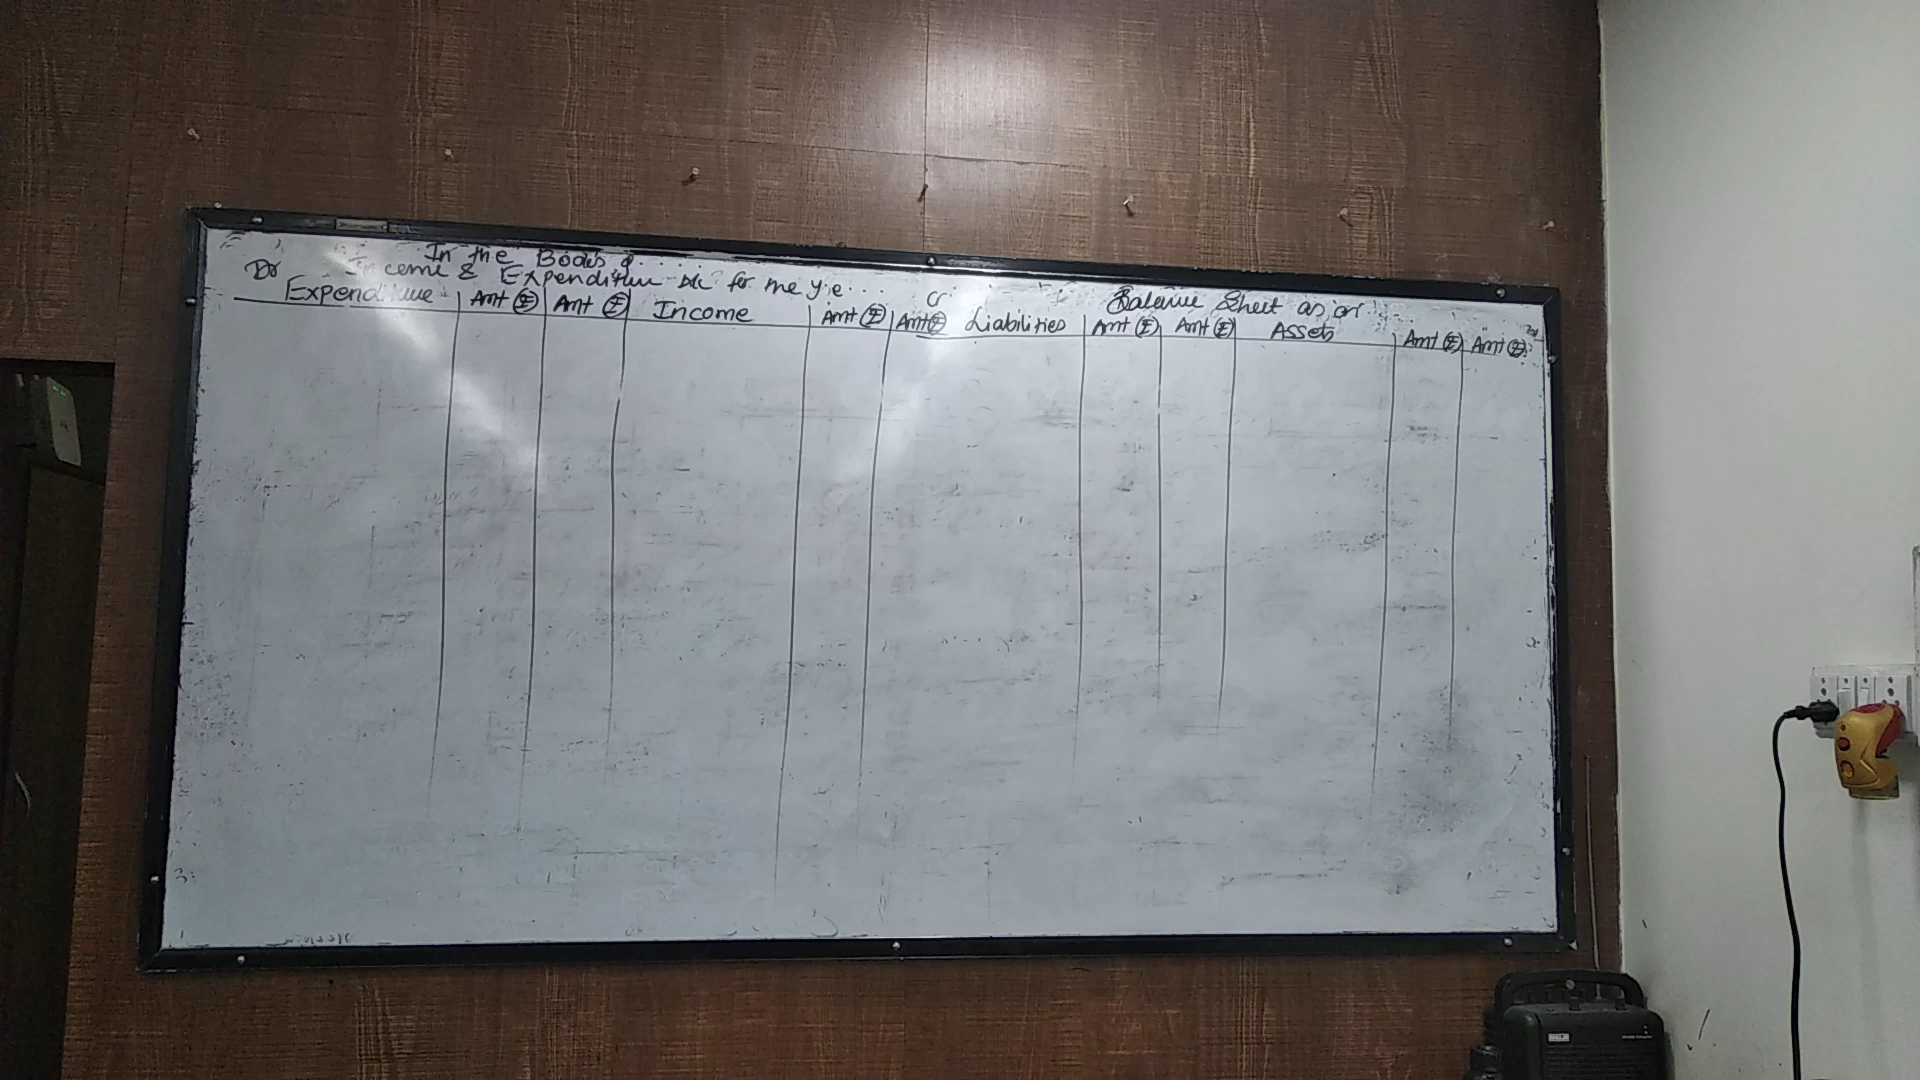 In the Books of.....
Dr Income & Expenditure A/c for the y.e... Cr
Expenditure Amt (₹) Amt (₹) Income Amt (₹) Amt (₹)
Balance Sheet as on...
Liabilities Amt (₹) Amt (₹) Assets Amt (₹) Amt (₹)